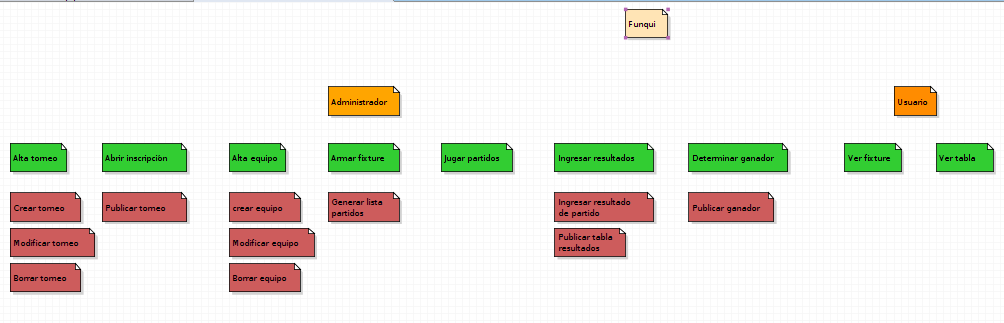 Funqui
Administrador
Usuario
Alta torneo
Abrir inscripciòn
Alta equipo
Armar fixture
Jugar partidos
Ingresar resultados
Determinar ganador
Ver fixture
Ver tabla
Crear torneo
Publicar torneo
crear equipo
Generar lista
partidos
Ingresar resultado
de partido
Publicar ganador
Modificar torneo
Modificar equipo
Publicar tabla
resultados
Borrar torneo
Borrar equipo